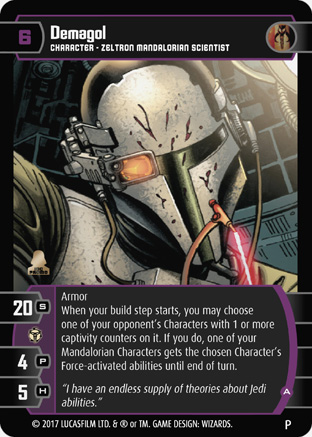 6
Demagol
CHARACTER - ZELTRON MANDALORIAN SCIENTIST
20 S
4 P
5 H
Armor
When your build step starts, you may choose
one of your opponent's Characters with 1 or more
captivity counters on it. If you do, one of your
Mandalorian Characters gets the chosen Character's
Force-activated abilities until end of turn.
"I have an endless supply of theories about Jedi
abilities."
A
© 2017 LUCASFILM LTD. & ® or TM. GAME DESIGN: WIZARDS.
P